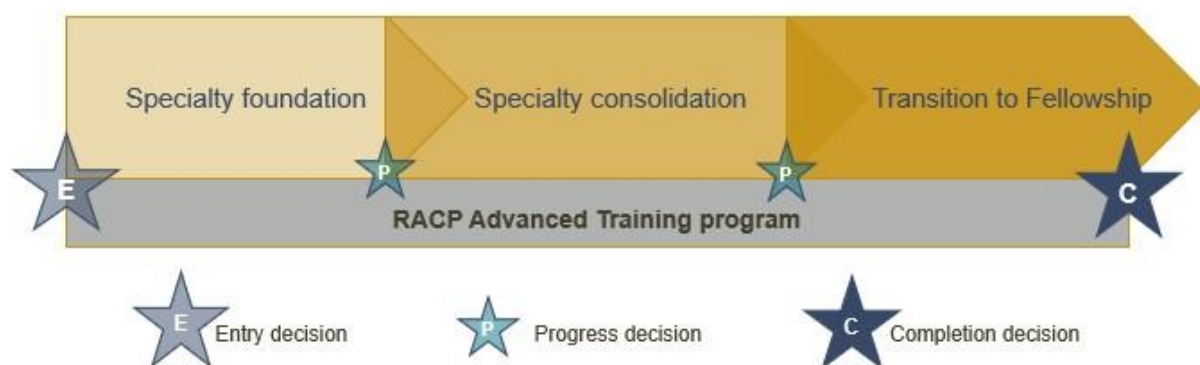 Specialty foundation
Specialty consolidation
Transition to Fellowship
E
P
P
C
RACP Advanced Training program
E
Entry decision
P
Progress decision
C
Completion decision